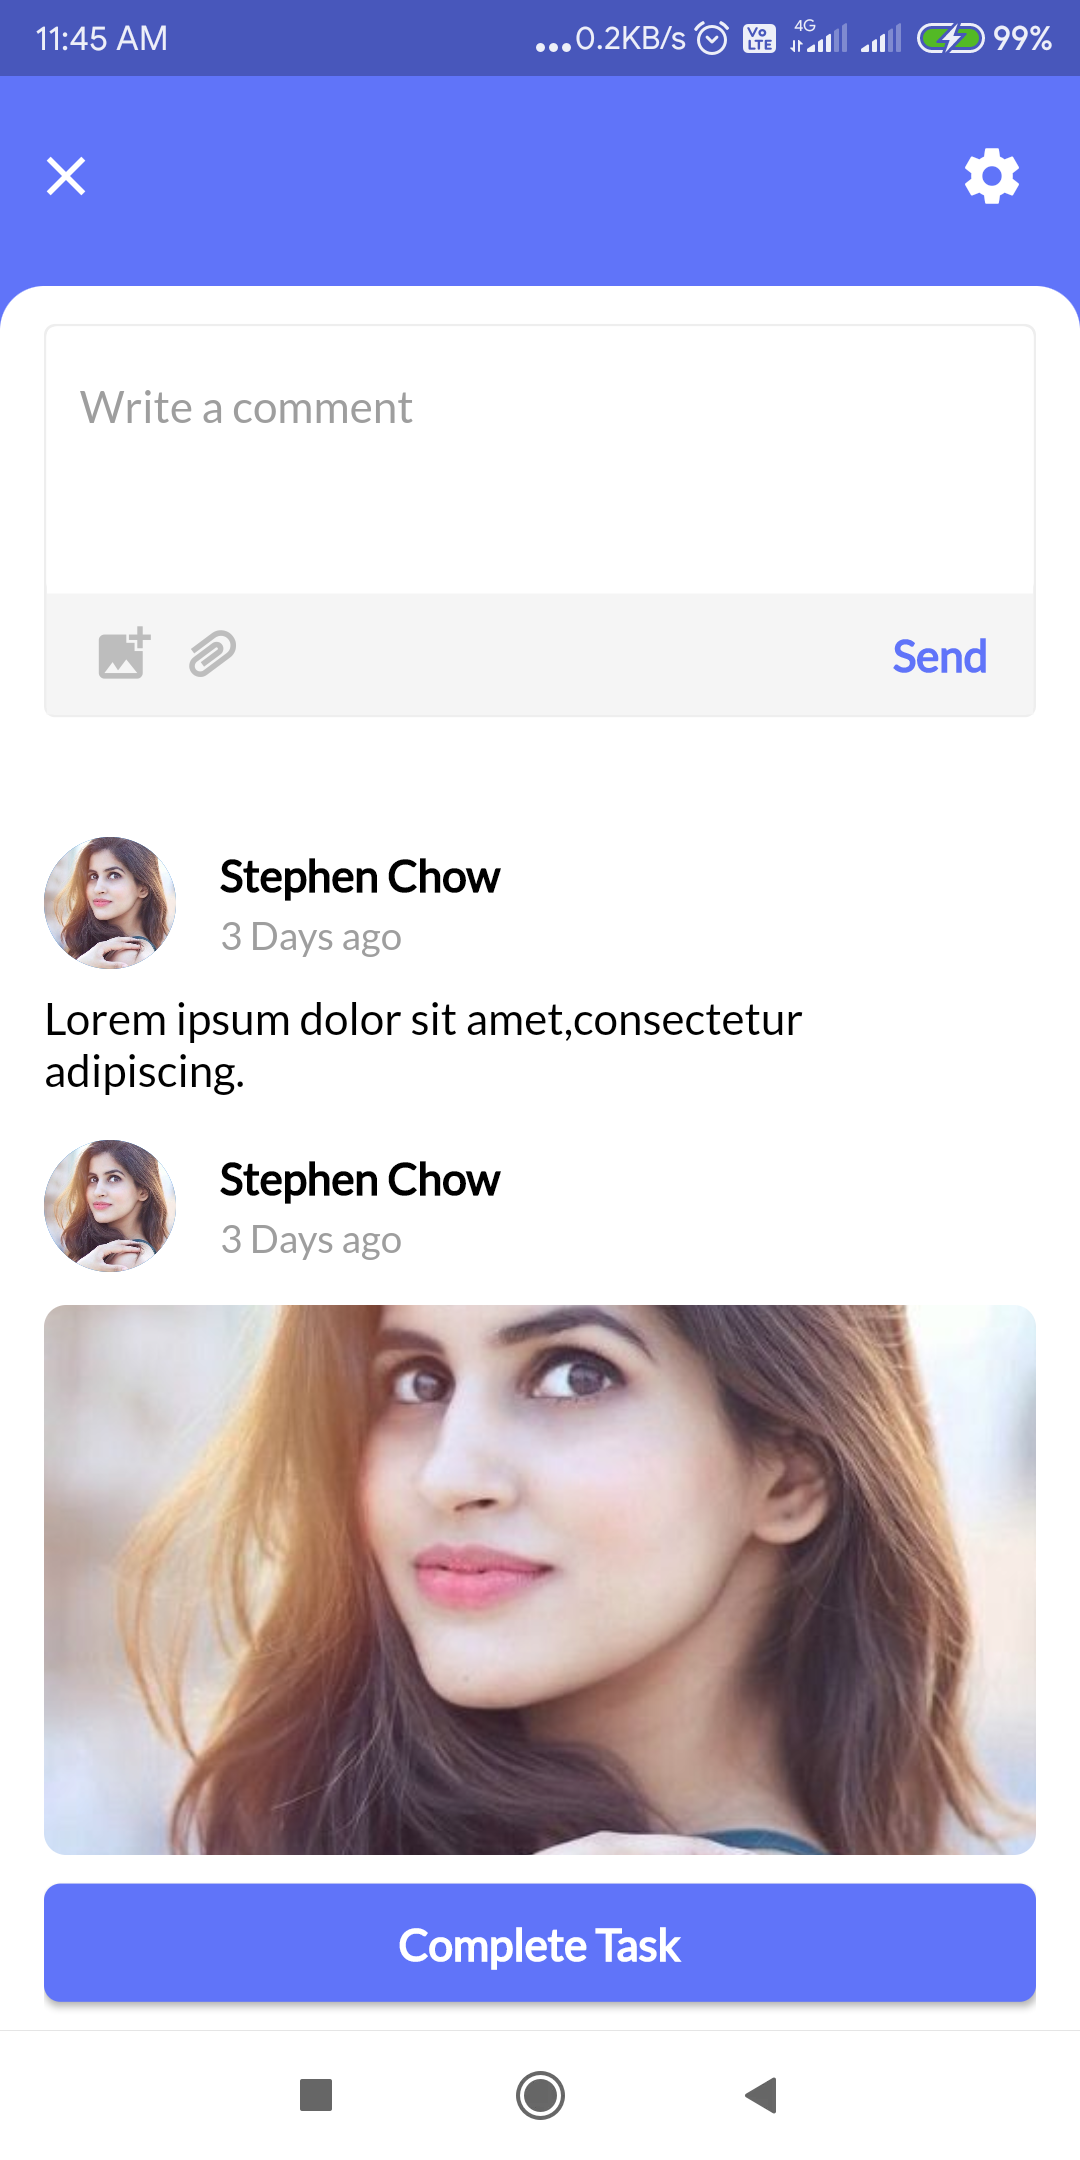 11:45 AM
...0.2KB/s Vo LTE 4G 99%
Write a comment
Send
Stephen Chow
3 Days ago
Lorem ipsum dolor sit amet,consectetur
adipiscing.
Stephen Chow
3 Days ago
Complete Task